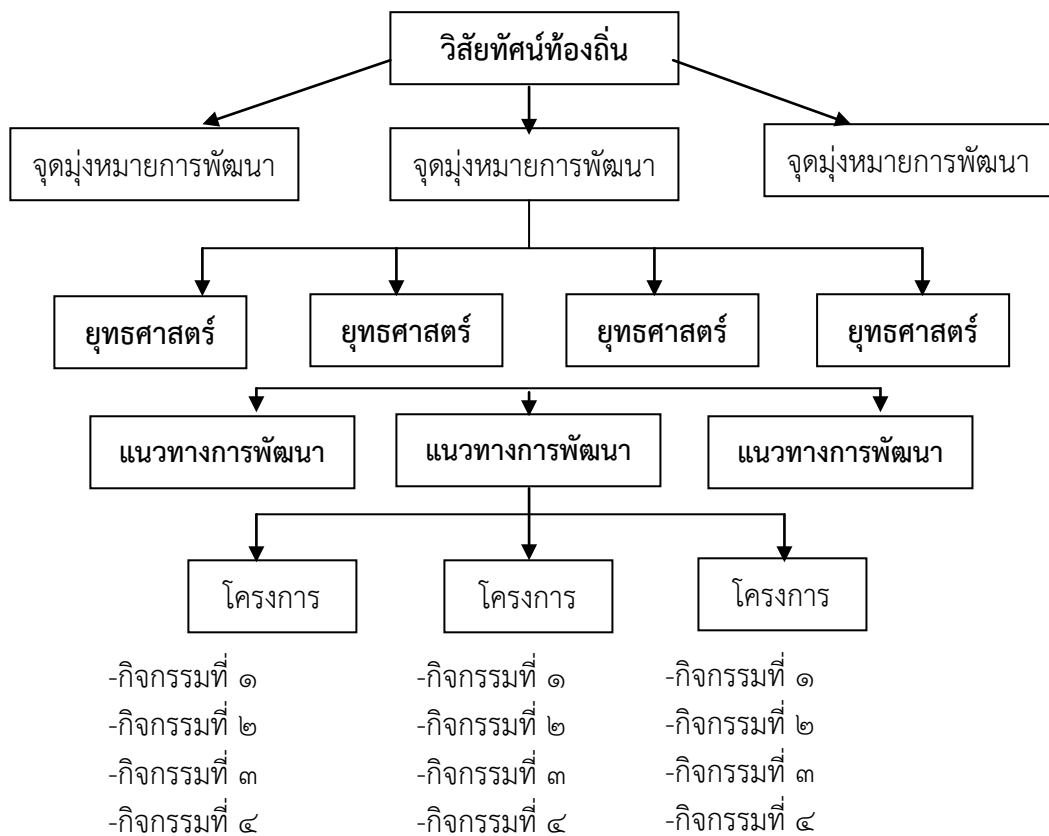 วิสัยทัศน์ท้องถิ่น
จุดมุ่งหมายการพัฒนา
จุดมุ่งหมายการพัฒนา
จุดมุ่งหมายการพัฒนา
ยุทธศาสตร์
ยุทธศาสตร์
ยุทธศาสตร์
ยุทธศาสตร์
แนวทางการพัฒนา
แนวทางการพัฒนา
แนวทางการพัฒนา
โครงการ
โครงการ
โครงการ
-กิจกรรมที่ ๑
-กิจกรรมที่ ๒
-กิจกรรมที่ ๓
-กิจกรรมที่ ๔
-กิจกรรมที่ ๑
-กิจกรรมที่ ๒
-กิจกรรมที่ ๓
-กิจกรรมที่ ๔
-กิจกรรมที่ ๑
-กิจกรรมที่ ๒
-กิจกรรมที่ ๓
-กิจกรรมที่ ๔